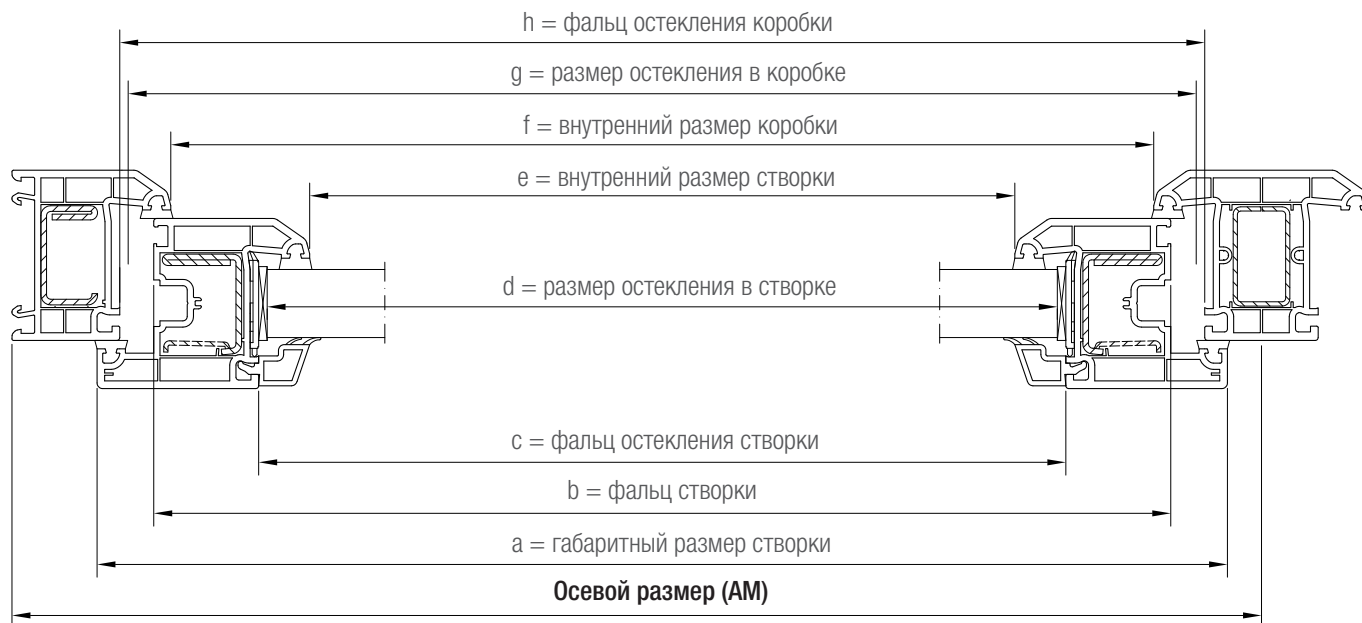 h = фальц остекления коробки
g = размер остекления в коробке
f = внутренний размер коробки
e = внутренний размер створки
d = размер остекления в створке
c = фальц остекления створки
b = фальц створки
a = габаритный размер створки
Осевой размер (AM)